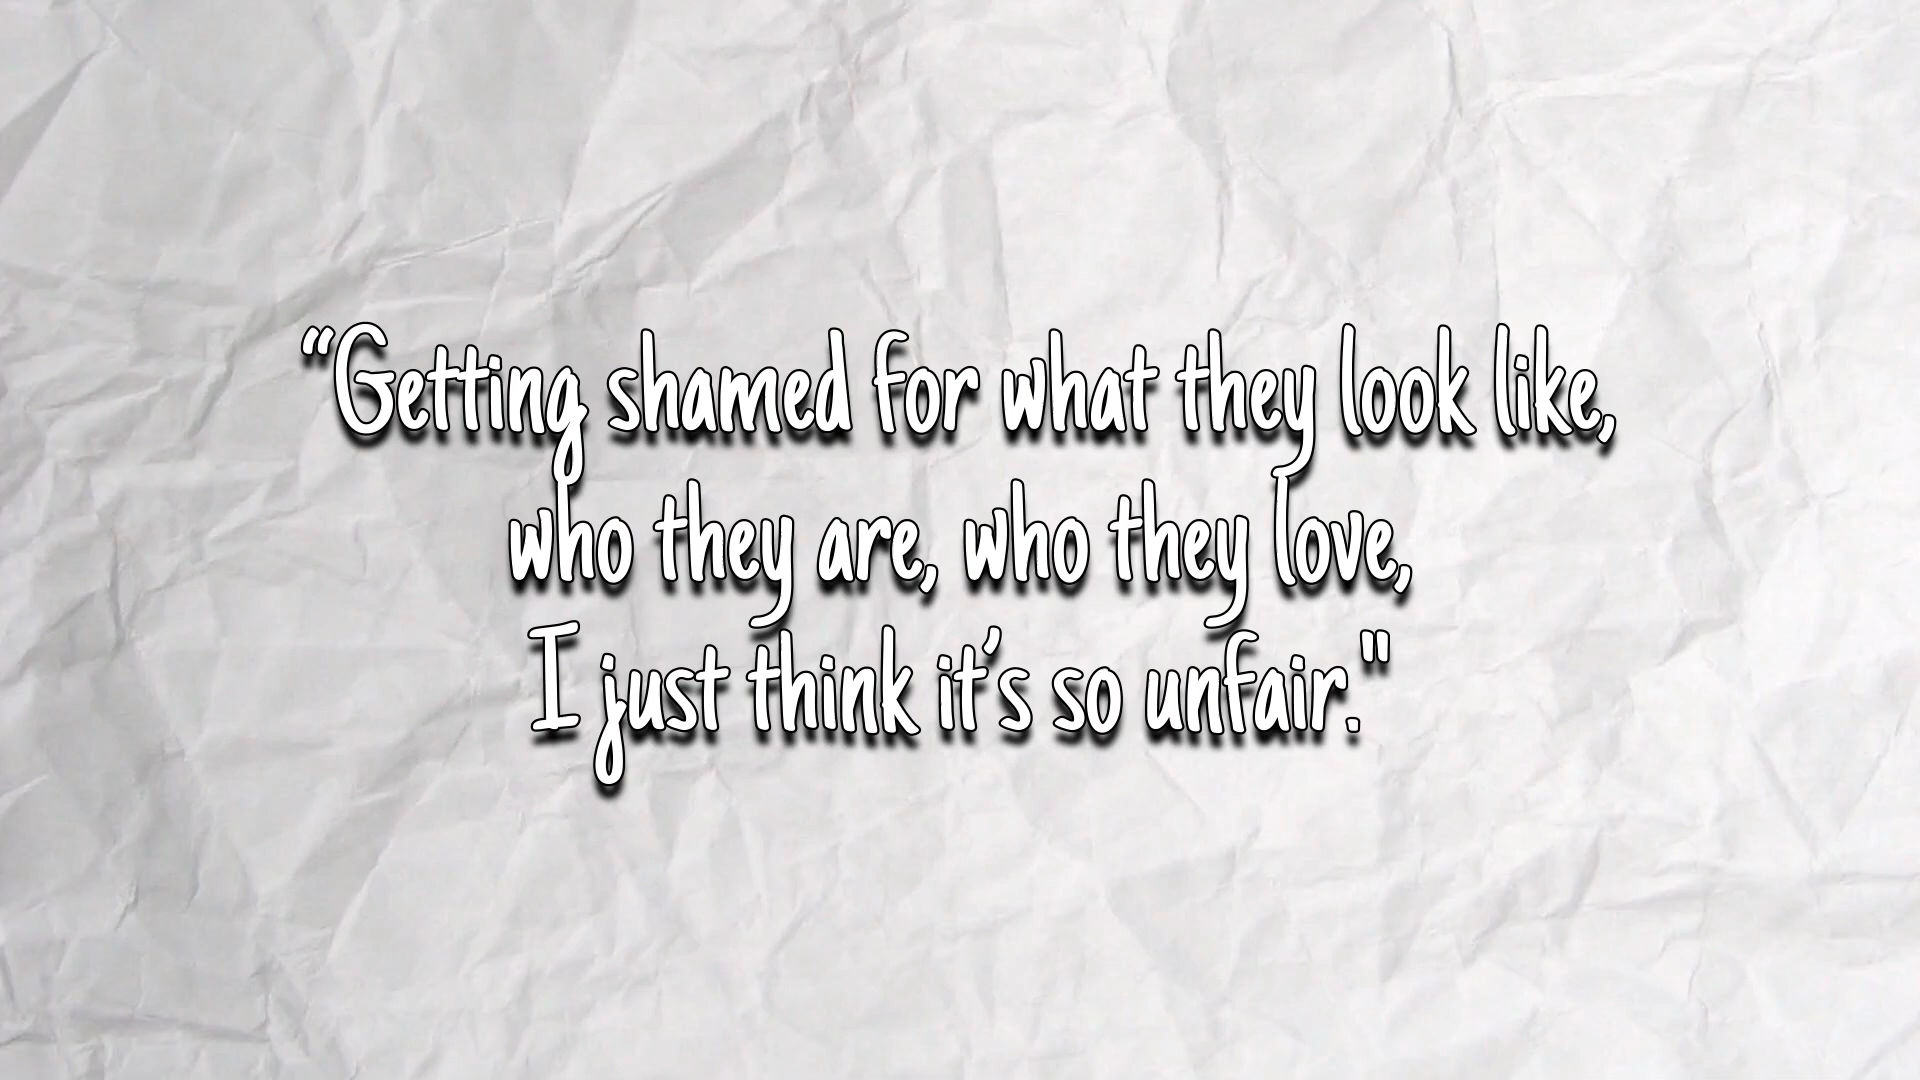 “Getting shamed for what they look like,
who they are, who they love,
I just think it’s so unfair."